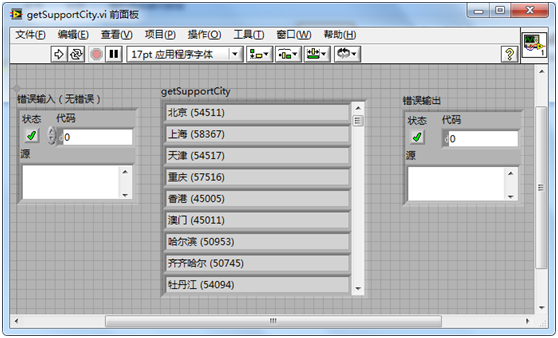 getSupportCity.vi 前面板
文件(F) 编辑(E) 查看(V) 项目(P) 操作(O) 工具(T) 窗口(W) 帮助(H)
17pt 应用程序字体
?
1
getSupportCity
错误输入（无错误）
状态 代码
0
源
北京 (54511)
上海 (58367)
天津 (54517)
重庆 (57516)
香港 (45005)
澳门 (45011)
哈尔滨 (50953)
齐齐哈尔 (50745)
牡丹江 (54094)
错误输出
状态 代码
d0
源